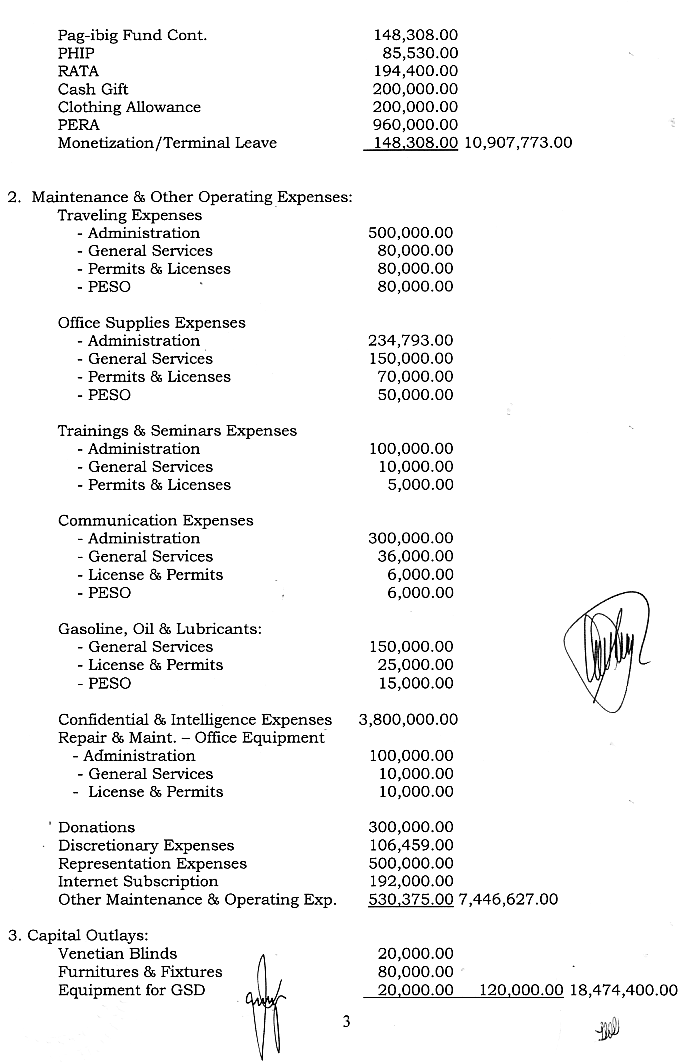 Pag-ibig Fund Cont. 148,308.00
PHIP 85,530.00
RATA 194,400.00
Cash Gift 200,000.00
Clothing Allowance 200,000.00
PERA 960,000.00
Monetization/Terminal Leave 148,308.00 10,907,773.00
2. Maintenance & Other Operating Expenses:
Traveling Expenses
- Administration 500,000.00
- General Services 80,000.00
- Permits & Licenses 80,000.00
- PESO 80,000.00
Office Supplies Expenses
- Administration 234,793.00
- General Services 150,000.00
- Permits & Licenses 70,000.00
- PESO 50,000.00
Trainings & Seminars Expenses
- Administration 100,000.00
- General Services 10,000.00
- Permits & Licenses 5,000.00
Communication Expenses
- Administration 300,000.00
- General Services 36,000.00
- License & Permits 6,000.00
- PESO 6,000.00
Gasoline, Oil & Lubricants:
- General Services 150,000.00
- License & Permits 25,000.00
- PESO 15,000.00
Confidential & Intelligence Expenses 3,800,000.00
Repair & Maint. – Office Equipment
- Administration 100,000.00
- General Services 10,000.00
- License & Permits 10,000.00
Donations 300,000.00
Discretionary Expenses 106,459.00
Representation Expenses 500,000.00
Internet Subscription 192,000.00
Other Maintenance & Operating Exp. 530,375.00 7,446,627.00
3. Capital Outlays:
Venetian Blinds 20,000.00
Furnitures & Fixtures 80,000.00
Equipment for GSD 20,000.00 120,000.00 18,474,400.00
3